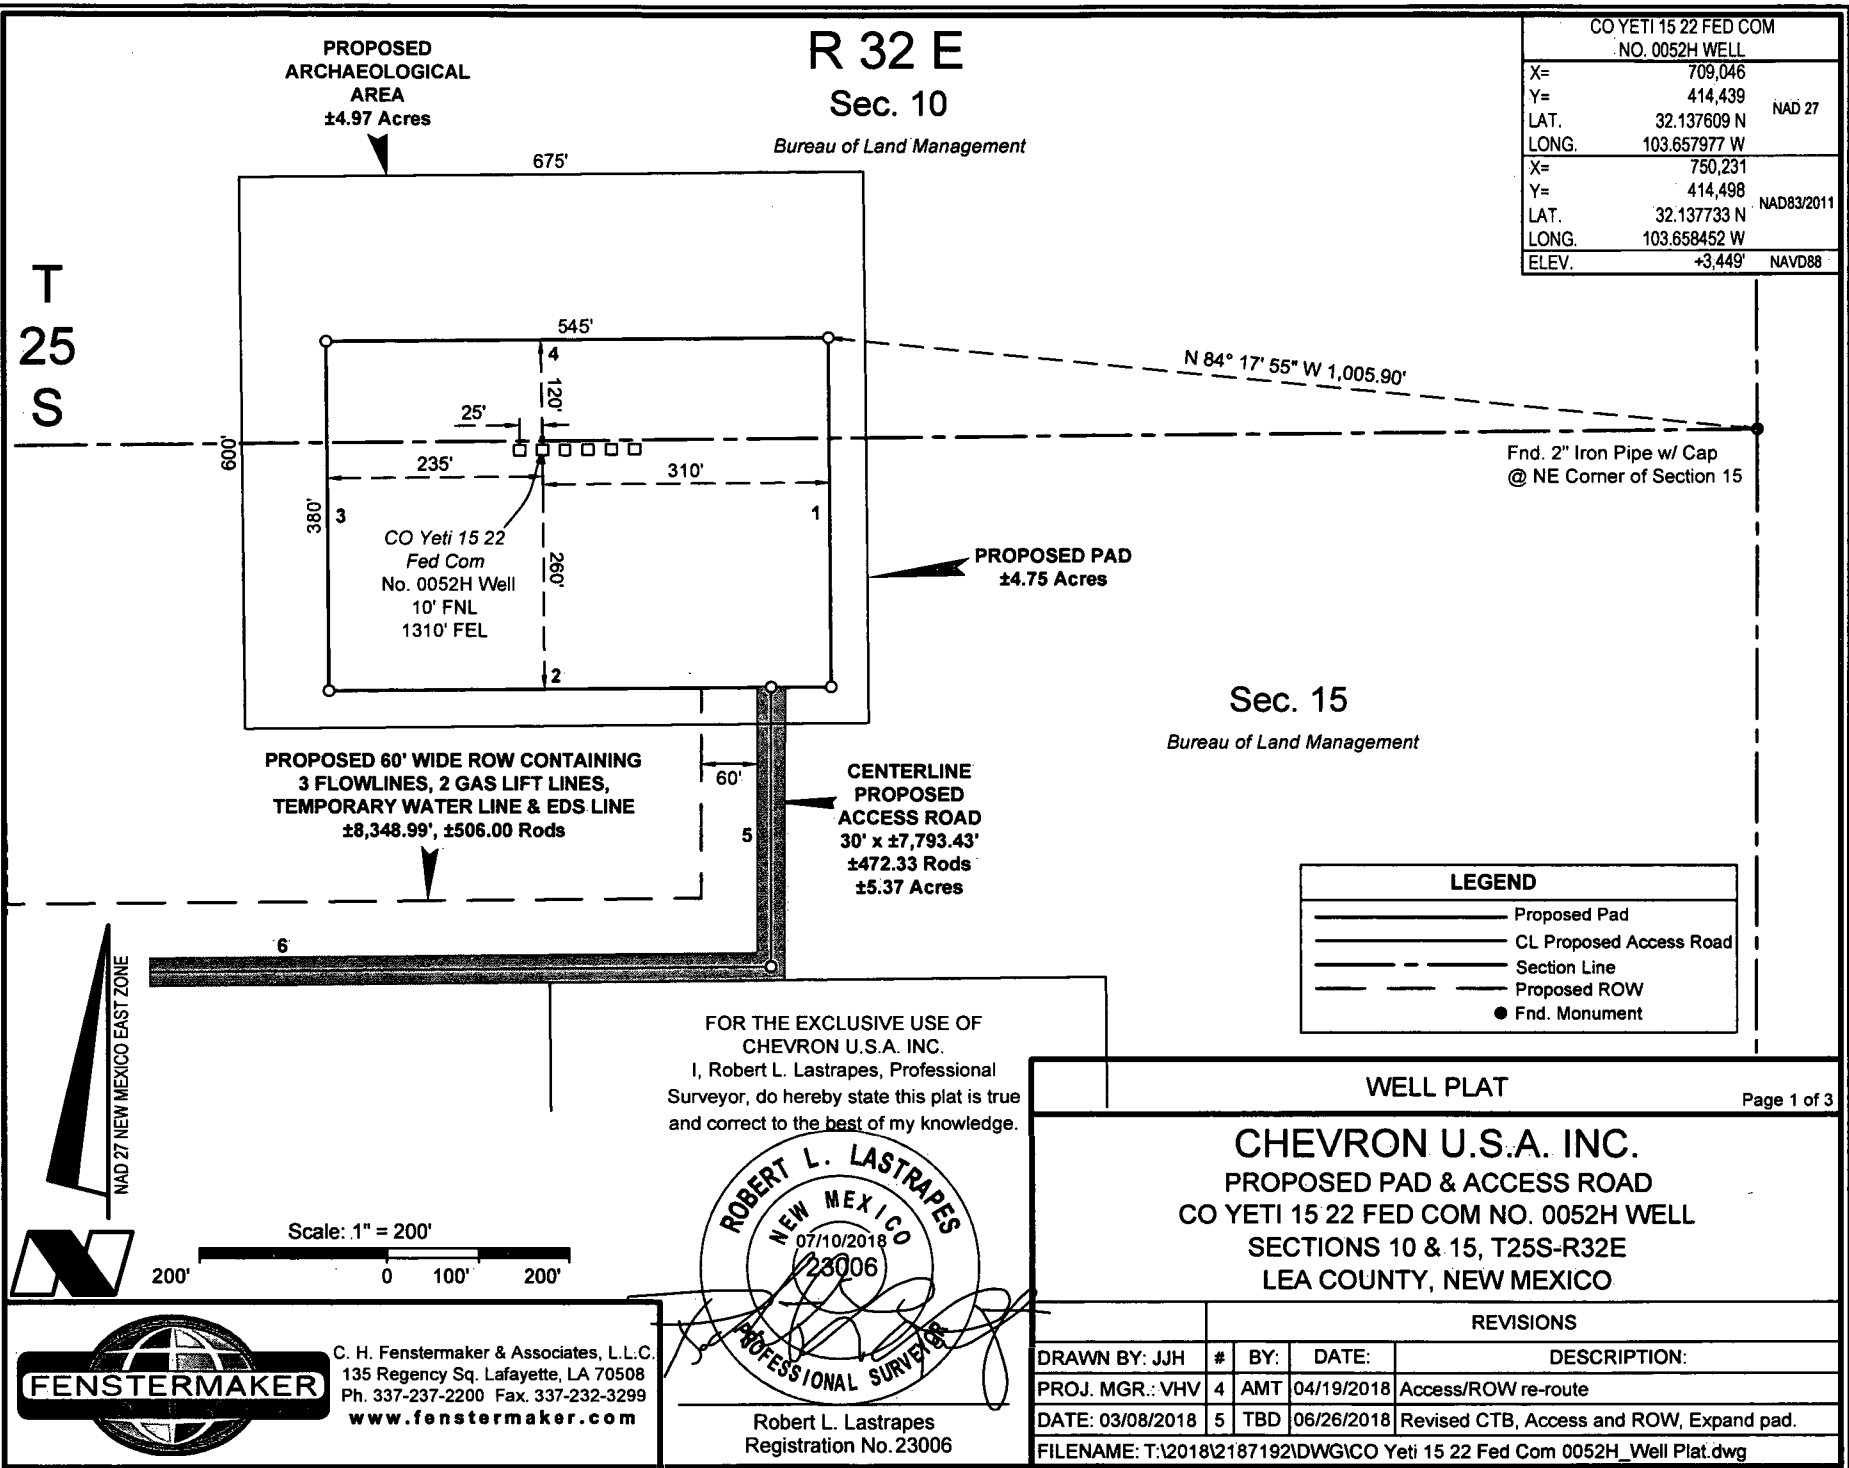 PROPOSED
ARCHAEOLOGICAL
AREA
±4.97 Acres
R 32 E
Sec. 10
Bureau of Land Management
CO YETI 15 22 FED COM
NO. 0052H WELL
X= 709,046
Y= 414,439
LAT. 32.137609 N
LONG. 103.657977 W
NAD 27
X= 750,231
Y= 414,498
LAT. 32.137733 N
LONG. 103.658452 W
NAD83/2011
ELEV. +3,449' NAVD88
T
25
S
675'
600'
545'
4
120'
25'
235'
310'
380'
3
1
260'
2
CO Yeti 15 22
Fed Com
No. 0052H Well
10' FNL
1310' FEL
N 84° 17' 55" W 1,005.90'
Fnd. 2" Iron Pipe w/ Cap
@ NE Corner of Section 15
PROPOSED PAD
±4.75 Acres
Sec. 15
Bureau of Land Management
PROPOSED 60' WIDE ROW CONTAINING
3 FLOWLINES, 2 GAS LIFT LINES,
TEMPORARY WATER LINE & EDS LINE
±8,348.99', ±506.00 Rods
60'
5
CENTERLINE
PROPOSED
ACCESS ROAD
30' x ±7,793.43'
±472.33 Rods
±5.37 Acres
6
LEGEND
Proposed Pad
CL Proposed Access Road
Section Line
Proposed ROW
Fnd. Monument
NAD 27 NEW MEXICO EAST ZONE
Scale: 1" = 200'
200' 0 100' 200'
FOR THE EXCLUSIVE USE OF
CHEVRON U.S.A. INC.
I, Robert L. Lastrapes, Professional
Surveyor, do hereby state this plat is true
and correct to the best of my knowledge.
ROBERT L. LASTRAPES
NEW MEXICO
07/10/2018
23006
PROFESSIONAL SURVEYOR
Robert L. Lastrapes
Registration No. 23006
FENSTERMAKER
C. H. Fenstermaker & Associates, L.L.C.
135 Regency Sq. Lafayette, LA 70508
Ph. 337-237-2200 Fax. 337-232-3299
www.fenstermaker.com
WELL PLAT
Page 1 of 3
CHEVRON U.S.A. INC.
PROPOSED PAD & ACCESS ROAD
CO YETI 15 22 FED COM NO. 0052H WELL
SECTIONS 10 & 15, T25S-R32E
LEA COUNTY, NEW MEXICO
REVISIONS
DRAWN BY: JJH # BY: DATE: DESCRIPTION:
PROJ. MGR.: VHV 4 AMT 04/19/2018 Access/ROW re-route
DATE: 03/08/2018 5 TBD 06/26/2018 Revised CTB, Access and ROW, Expand pad.
FILENAME: T:\2018\2187192\DWG\CO Yeti 15 22 Fed Com 0052H_Well Plat.dwg